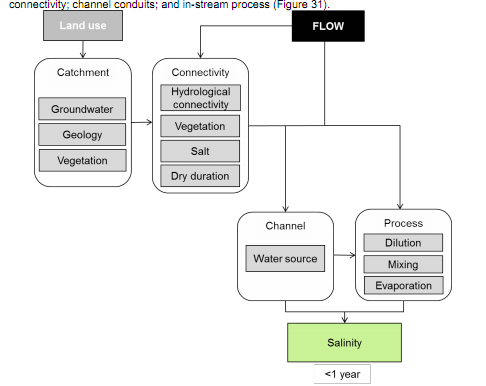 connectivity; channel conduits; and in-stream process (Figure 31).
Land use
FLOW
Catchment
Groundwater
Geology
Vegetation
Connectivity
Hydrological
connectivity
Vegetation
Salt
Dry duration
Channel
Water source
Process
Dilution
Mixing
Evaporation
Salinity
<1 year